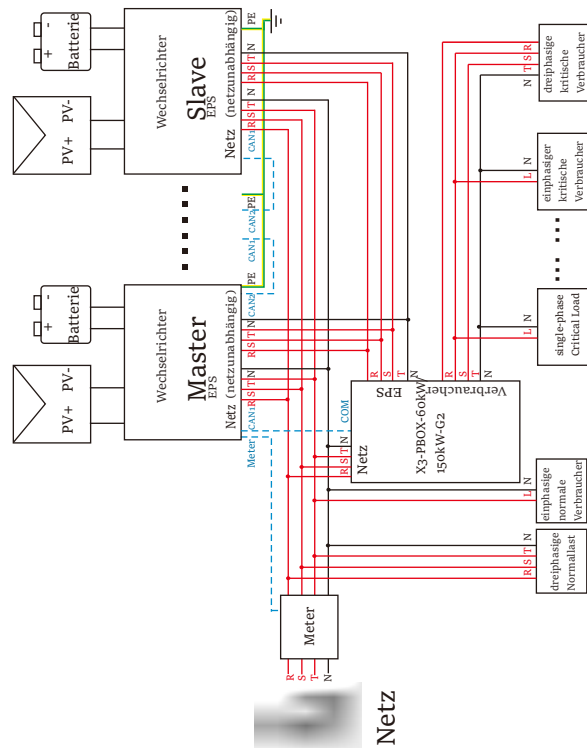 PV+ PV-
+ -
Batterie
PV+ PV-
+ -
Batterie
Wechselrichter
Master
EPS
Netz (netzunabhängig)
Wechselrichter
Slave
EPS
Netz (netzunabhängig)
Meter
CAN1 R S T N
R S T N
PE
CAN2
CAN1
CAN2
PE
CAN1 R S T N
R S T N
PE
Netz
R
S
T
N
Meter
COM
R S T N
Netz
R S T N
EPS
X3-PBOX-60kW/
150kW-G2
Verbraucher
R S T N
R S T N
dreiphasige
Normallast
L N
einphasige
normale
Verbraucher
L N
single-phase
Critical Load
L N
einphasiger
kritische
Verbraucher
N T S R
dreiphasige
kritische
Verbraucher